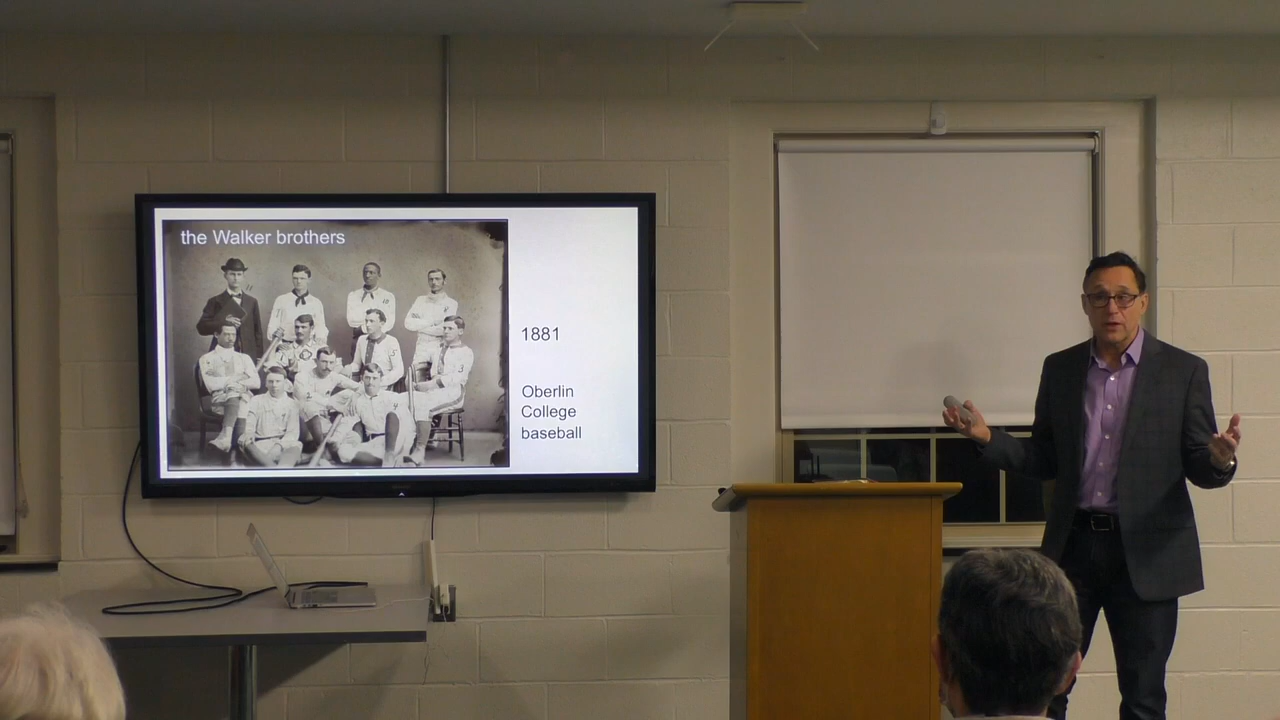 the Walker brothers
1881
Oberlin
College
baseball